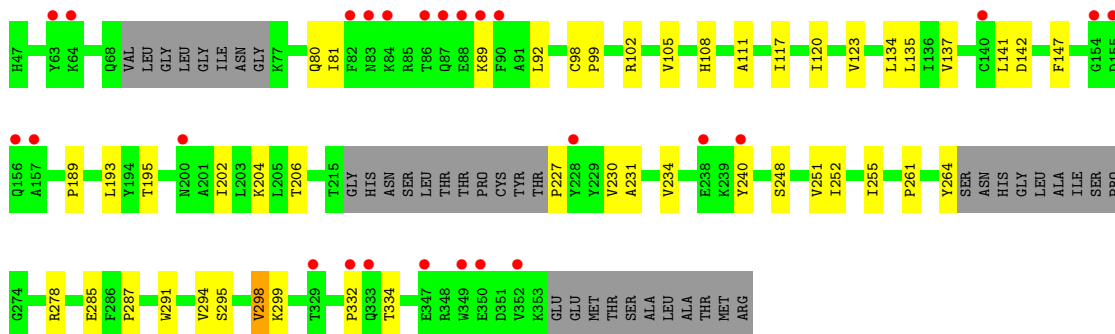 H47 Y63 K64 Q68 VAL LEU GLY LEU GLY ILE ASN GLY K77 Q80 I81 F82 N83 K84 R85 T86 Q87 E88 K89 F90 A91 L92 C98 P99 R102 V105 H108 A111 I117 I120 V123 L134 L135 I136 V137 C140 L141 D142 F147 G154 D155
Q156 A157 P189 L193 Y194 T195 N200 A201 I202 L203 K204 L205 T206 T215 GLY HIS ASN SER LEU THR THR PRO CYS TYR THR P227 Y228 Y229 V230 A231 V234 E238 K239 Y240 S248 V251 I252 I255 P261 Y264 SER ASN HIS GLY LEU ALA ILE SER PRO
G274 R278 E285 F286 P287 W291 V294 S295 V298 K299 T329 P332 Q333 T334 E347 R348 W349 E350 D351 V352 K353 GLU GLU MET THR SER ALA LEU ALA THR MET ARG